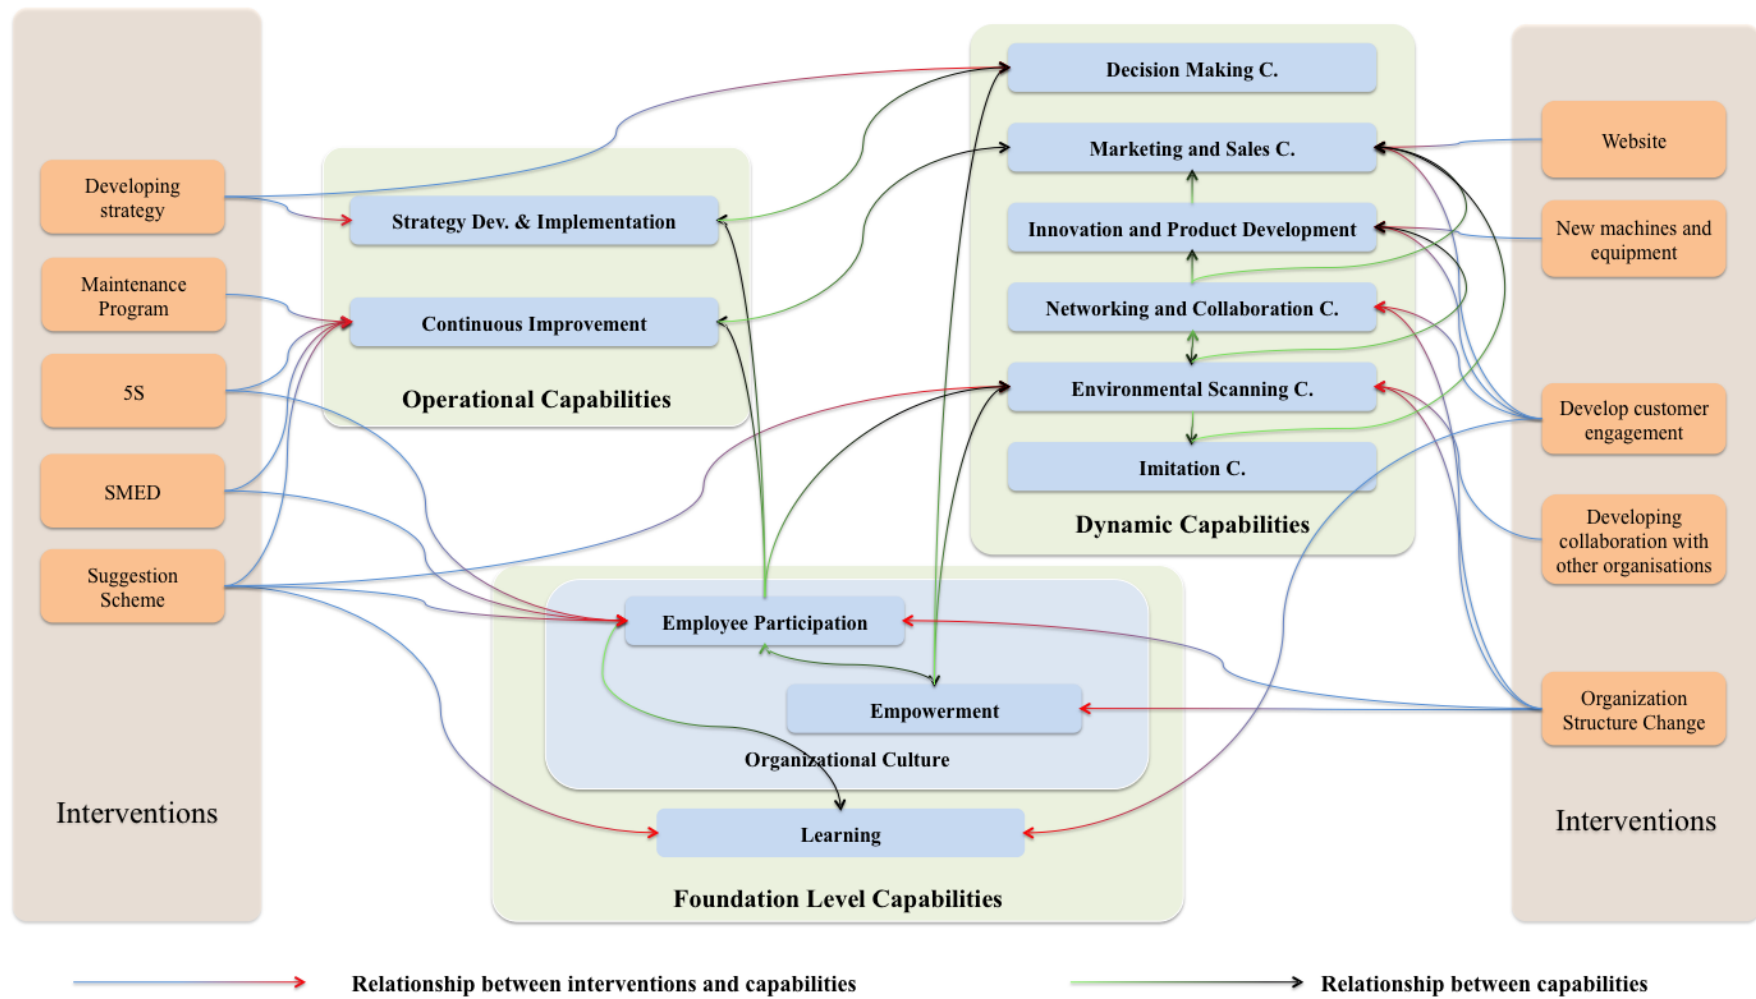 Developing
strategy
Maintenance
Program
5S
SMED
Suggestion
Scheme
Interventions
Strategy Dev. & Implementation
Continuous Improvement
Operational Capabilities
Decision Making C.
Marketing and Sales C.
Innovation and Product Development
Networking and Collaboration C.
Environmental Scanning C.
Imitation C.
Dynamic Capabilities
Employee Participation
Empowerment
Organizational Culture
Learning
Foundation Level Capabilities
Website
New machines and
equipment
Develop customer
engagement
Developing
collaboration with
other organisations
Organization
Structure Change
Interventions
Relationship between interventions and capabilities
Relationship between capabilities